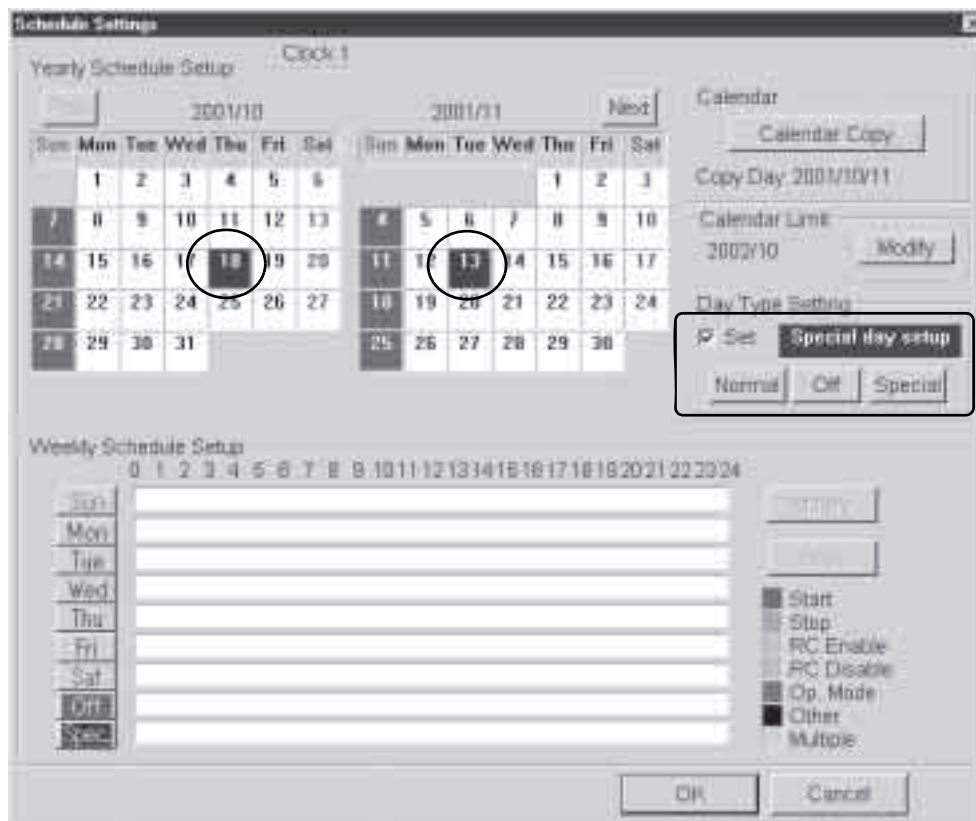 Schedule Settings
Clock 1
Yearly Schedule Setup
2001/10
2001/11
Next
Sun Mon Tue Wed Thu Fri Sat
Sun Mon Tue Wed Thu Fri Sat
1 2 3 4 5 6
1 2 3
7 8 9 10 11 12 13
4 5 6 7 8 9 10
14 15 16 17 18 19 20
11 12 13 14 15 16 17
21 22 23 24 25 26 27
18 19 20 21 22 23 24
28 29 30 31
25 26 27 28 29 30
Calendar
Calendar Copy
Copy Day 2001/10/11
Calendar Limit
2002/10
Modify
Day Type Setting
Set
Special day setup
Normal
Off
Special
Weekly Schedule Setup
0 1 2 3 4 5 6 7 8 9 10 11 12 13 14 15 16 17 18 19 20 21 22 23 24
Sun
Mon
Tue
Wed
Thu
Fri
Sat
Off
Spec.
Start
Stop
RC Enable
RC Disable
Op. Mode
Other
Multiple
OK
Cancel